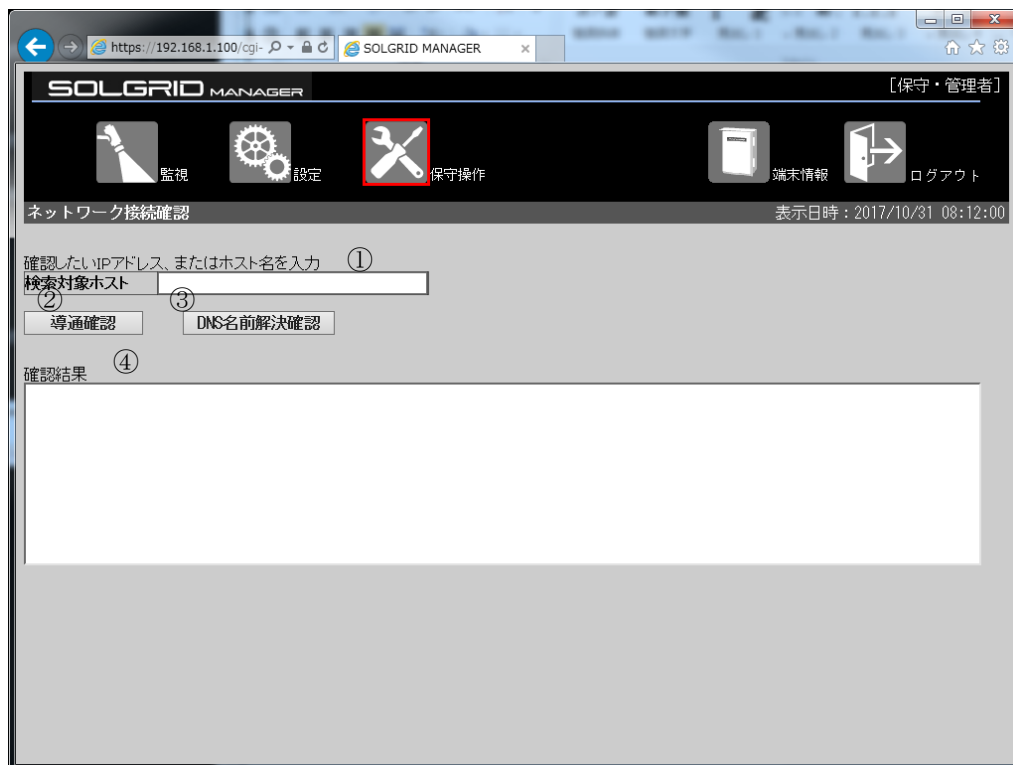 https://192.168.1.100/cgi-
SOLGRID MANAGER
SOLGRID MANAGER
[保守・管理者]
監視
設定
保守操作
端末情報
ログアウト
ネットワーク接続確認
表示日時：2017/10/31 08:12:00
確認したいIPアドレス、またはホスト名を入力 ①
検索対象ホスト
② ③
導通確認
DNS名前解決確認
④
確認結果